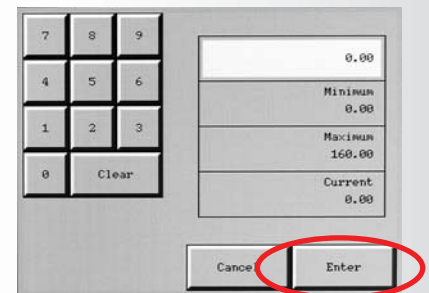 7 8 9
4 5 6
1 2 3
0 Clear
0.00
Minimum
0.00
Maximum
160.00
Current
0.00
Cancel Enter